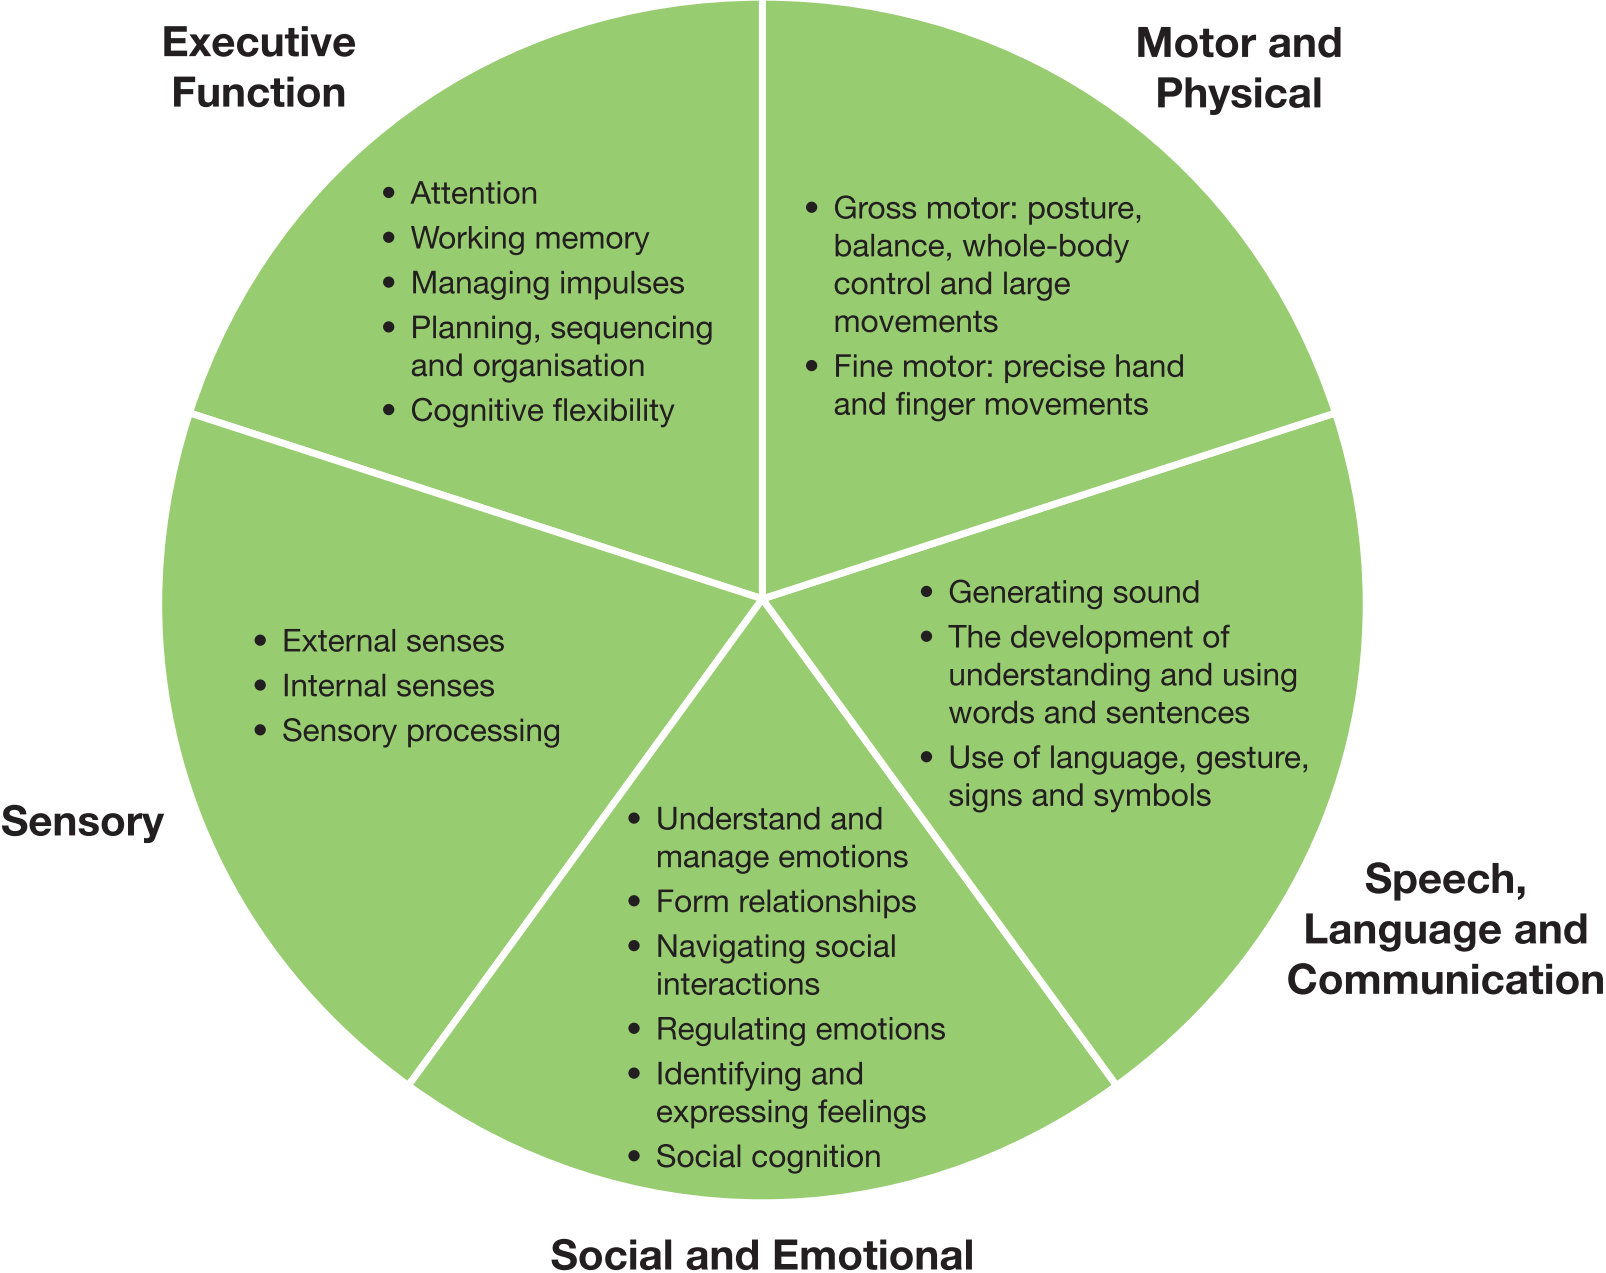 Executive
Function
• Attention
• Working memory
• Managing impulses
• Planning, sequencing
and organisation
• Cognitive flexibility
Motor and
Physical
• Gross motor: posture,
balance, whole-body
control and large
movements
• Fine motor: precise hand
and finger movements
• Generating sound
• The development of
understanding and using
words and sentences
• Use of language, gesture,
signs and symbols
Speech,
Language and
Communication
• Understand and
manage emotions
• Form relationships
• Navigating social
interactions
• Regulating emotions
• Identifying and
expressing feelings
• Social cognition
Social and Emotional
• External senses
• Internal senses
• Sensory processing
Sensory